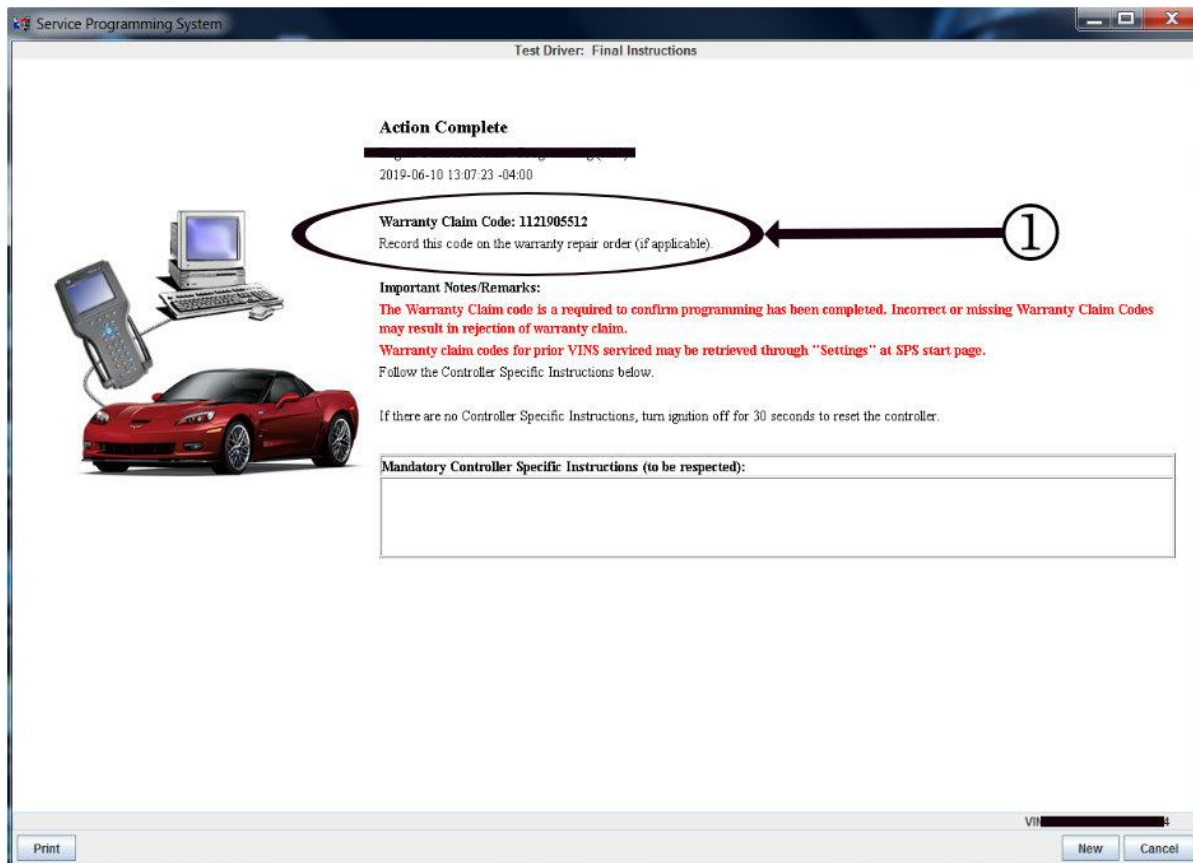 Service Programming System
Test Driver: Final Instructions
Action Complete
2019-06-10 13:07:23 -04:00
Warranty Claim Code: 1121905512
Record this code on the warranty repair order (if applicable).
1
Important Notes/Remarks:
The Warranty Claim code is a required to confirm programming has been completed. Incorrect or missing Warranty Claim Codes
may result in rejection of warranty claim.
Warranty claim codes for prior VINS serviced may be retrieved through "Settings" at SPS start page.
Follow the Controller Specific Instructions below.
If there are no Controller Specific Instructions, turn ignition off for 30 seconds to reset the controller.
Mandatory Controller Specific Instructions (to be respected):
VIN 4
Print
New
Cancel